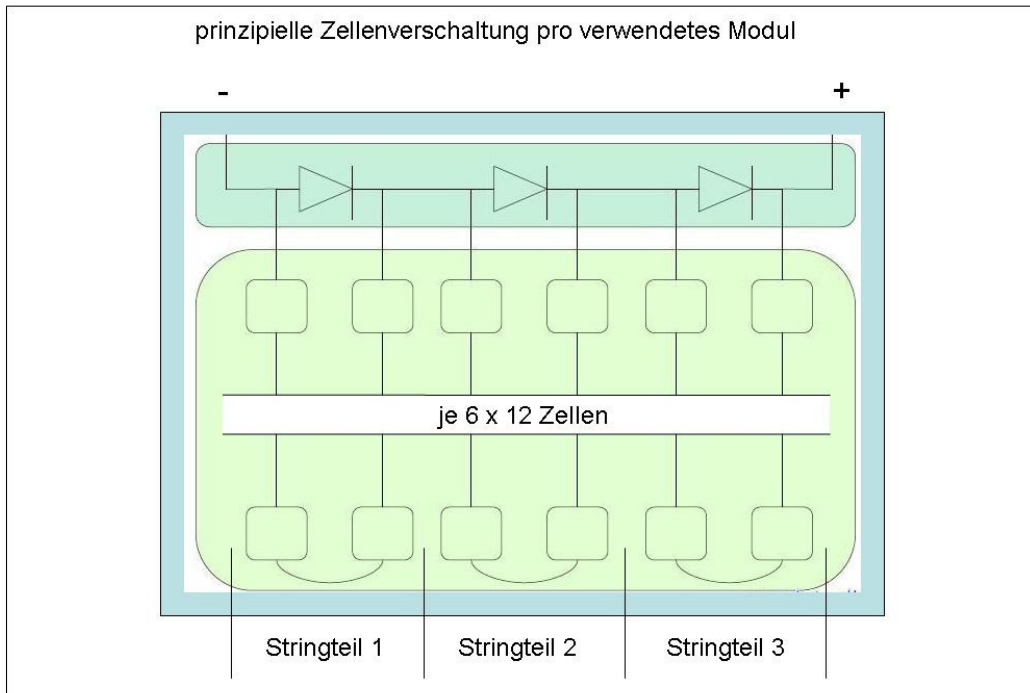 prinzipielle Zellenverschaltung pro verwendetes Modul
- +
je 6 x 12 Zellen
Stringteil 1 Stringteil 2 Stringteil 3